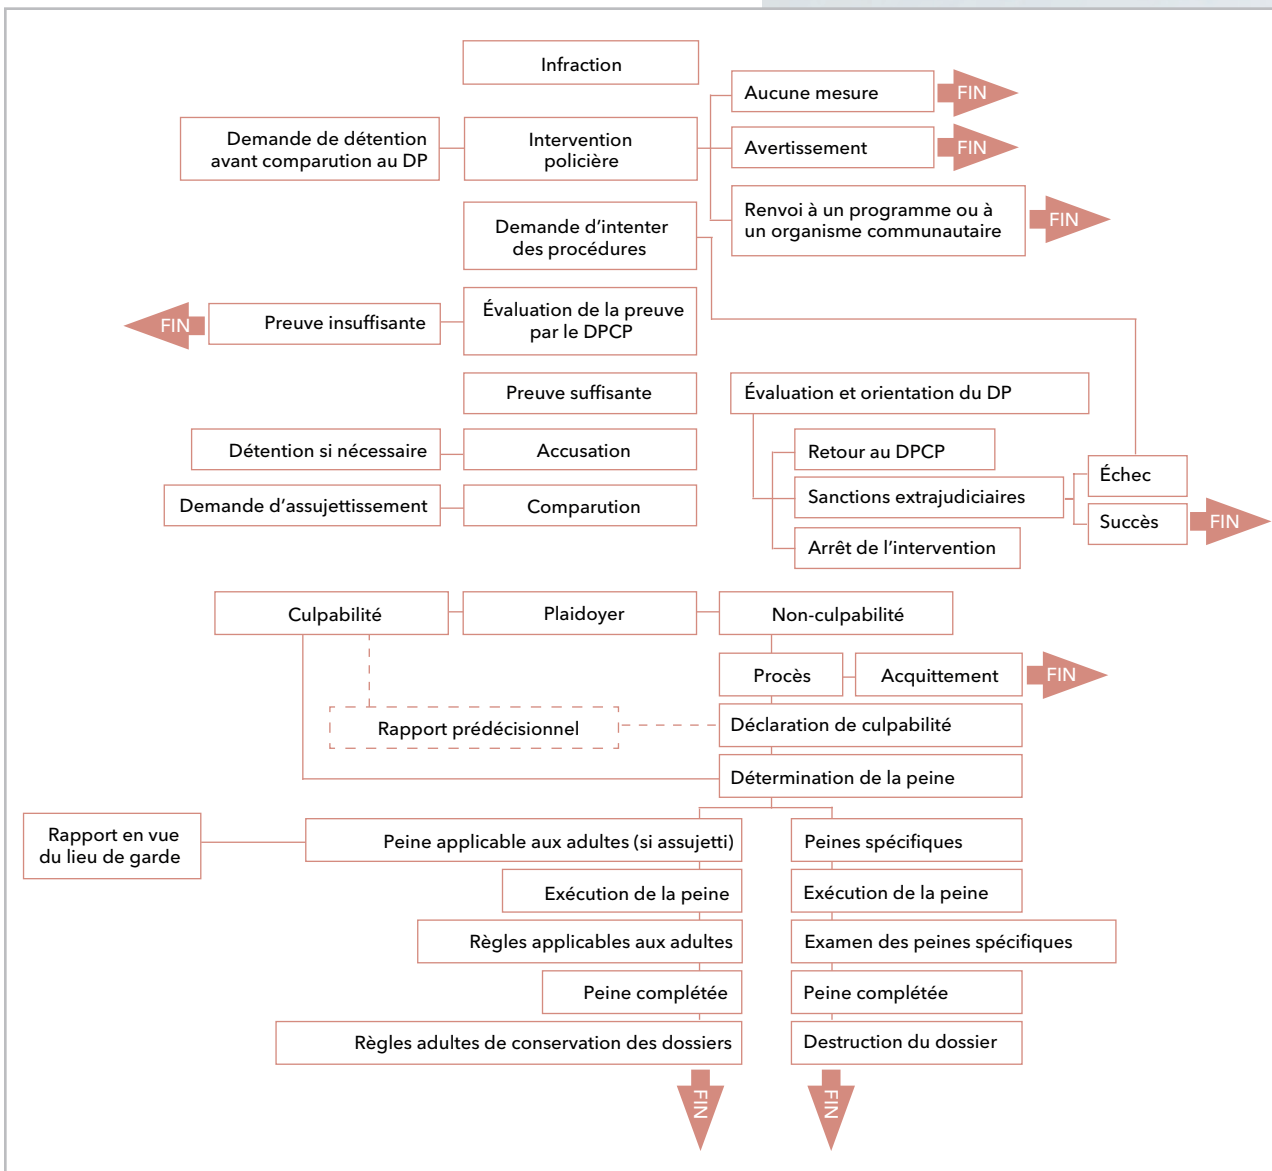 Infraction
Aucune mesure
FIN
Demande de détention
avant comparution au DP
Intervention
policière
Avertissement
FIN
Renvoi à un programme ou à
un organisme communautaire
FIN
Demande d'intenter
des procédures
FIN
Preuve insuffisante
Évaluation de la preuve
par le DPCP
Preuve suffisante
Évaluation et orientation du DP
Détention si nécessaire
Accusation
Retour au DPCP
Échec
Demande d'assujettissement
Comparution
Sanctions extrajudiciaires
Succès
FIN
Arrêt de l'intervention
Culpabilité
Plaidoyer
Non-culpabilité
Procès
Acquittement
FIN
Rapport prédécisionnel
Déclaration de culpabilité
Détermination de la peine
Rapport en vue
du lieu de garde
Peine applicable aux adultes (si assujetti)
Peines spécifiques
Exécution de la peine
Exécution de la peine
Règles applicables aux adultes
Examen des peines spécifiques
Peine complétée
Peine complétée
Règles adultes de conservation des dossiers
Destruction du dossier
FIN
FIN